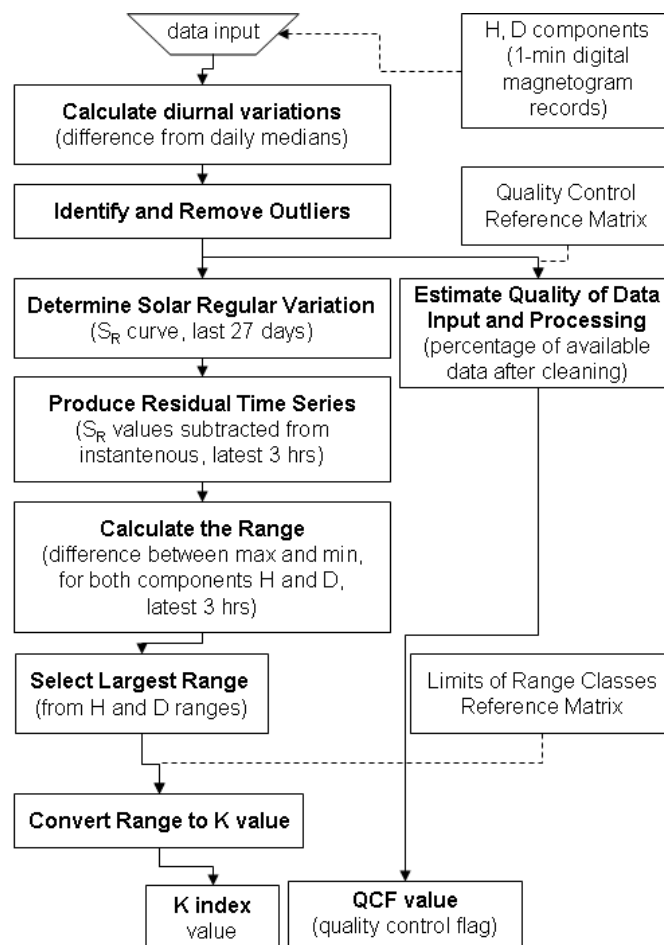 data input
H, D components
(1-min digital
magnetogram
records)
Calculate diurnal variations
(difference from daily medians)
Identify and Remove Outliers
Quality Control
Reference Matrix
Determine Solar Regular Variation
(SR curve, last 27 days)
Estimate Quality of Data
Input and Processing
(percentage of available
data after cleaning)
Produce Residual Time Series
(SR values subtracted from
instantenous, latest 3 hrs)
Calculate the Range
(difference between max and min,
for both components H and D,
latest 3 hrs)
Select Largest Range
(from H and D ranges)
Limits of Range Classes
Reference Matrix
Convert Range to K value
K index
value
QCF value
(quality control flag)